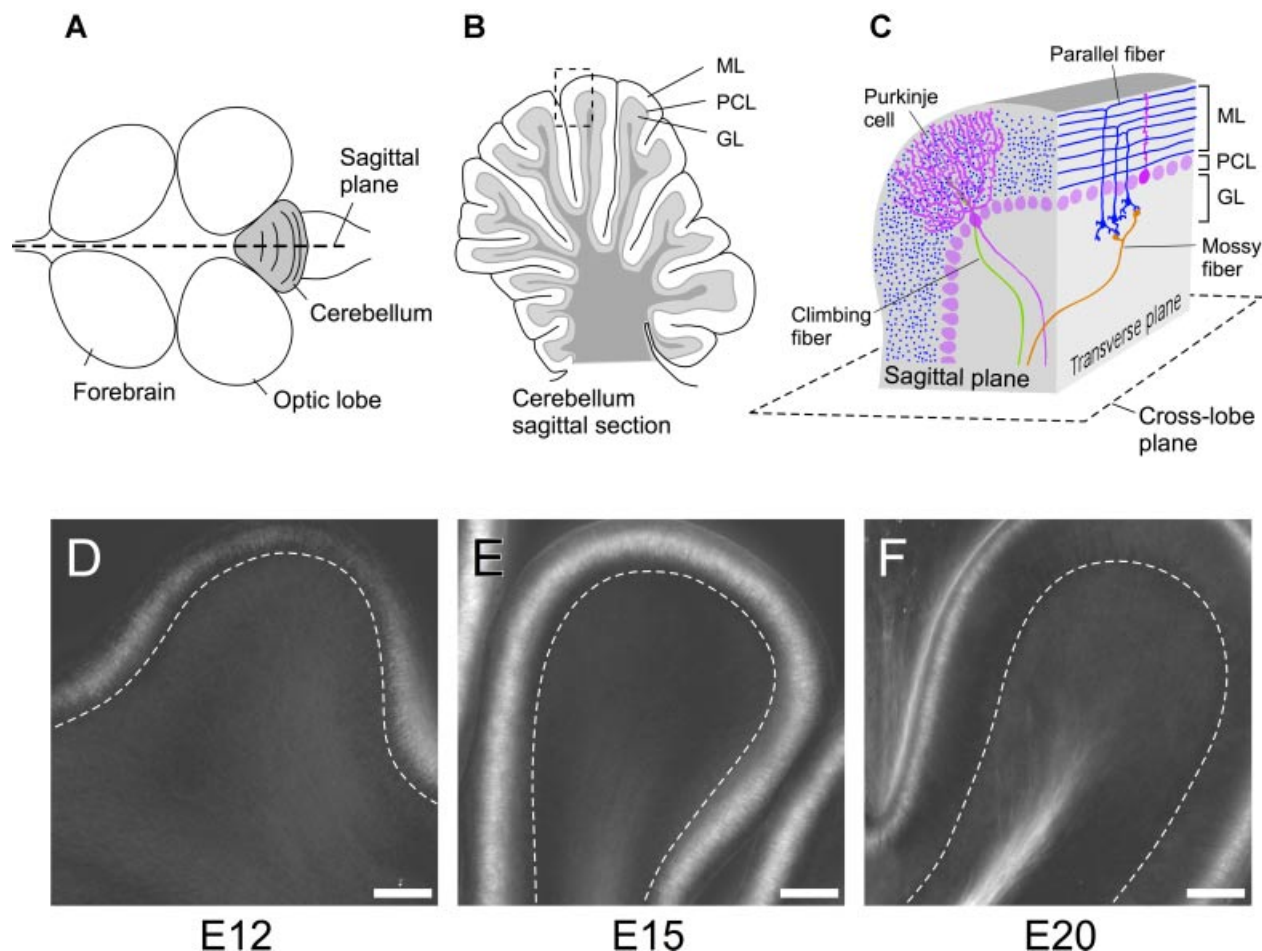 A
B
C
Sagittal
plane
Cerebellum
Forebrain
Optic lobe
ML
PCL
GL
Cerebellum
sagittal section
Parallel fiber
Purkinje
cell
ML
PCL
GL
Mossy
fiber
Climbing
fiber
Sagittal plane
Transverse plane
Cross-lobe
plane
D
E
F
E12
E15
E20